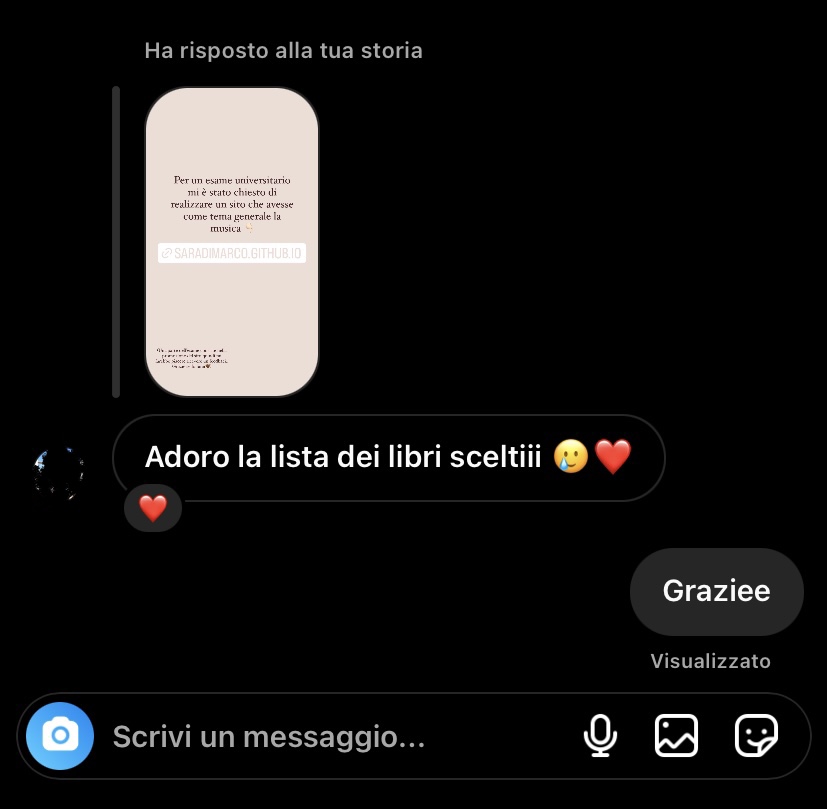 Ha risposto alla tua storia
Per un esame universitario
mi è stato chiesto di
realizzare un sito che avesse
come tema generale la
musica
SARADIMARCO.GITHUB.IO
Adoro la lista dei libri sceltiii 🥲❤️
❤️
Graziee
Visualizzato
Scrivi un messaggio...